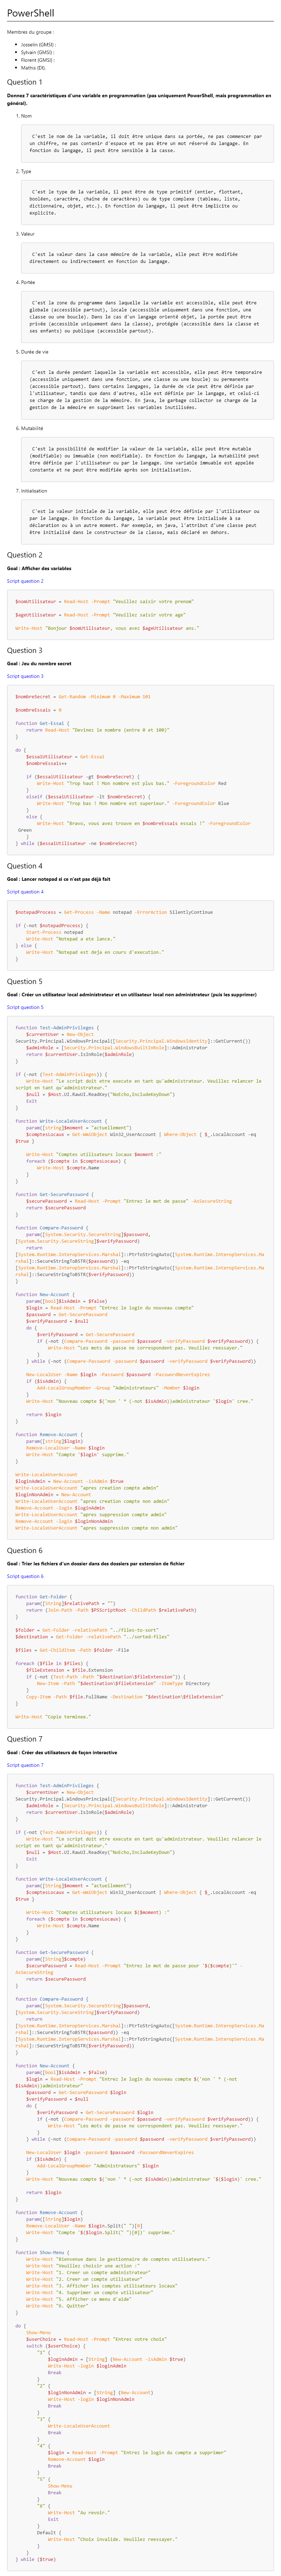 PowerShell
Membres du groupe :
Josselin (GMSI) ;
Sylvain (GMSI) ;
Florent (GMSI) ;
Mathis (DI).
Question 1
Donnez 7 caractéristiques d'une variable en programmation (pas uniquement PowerShell, mais programmation en
général).
1. Nom
C'est le nom de la variable, il doit être unique dans sa portée, ne pas commencer par
un chiffre, ne pas contenir d'espace et ne pas être un mot réservé du langage. En
fonction du langage, il peut être sensible à la casse.
2. Type
C'est le type de la variable, Il peut être de type primitif (entier, flottant,
booléen, caractère, chaîne de caractères) ou de type complexe (tableau, liste,
dictionnaire, objet, etc.). En fonction du langage, il peut être implicite ou
explicite.
3. Valeur
C'est la valeur dans la case mémoire de la variable, elle peut être modifiée
directement ou indirectement en fonction du langage.
4. Portée
C'est la zone du programme dans laquelle la variable est accessible, elle peut être
globale (accessible partout), locale (accessible uniquement dans une fonction, une
classe ou une boucle). Dans le cas d'un langage orienté objet, la portée peut être
privée (accessible uniquement dans la classe), protégée (accessible dans la classe et
ses enfants) ou publique (accessible partout).
5. Durée de vie
C'est la durée pendant laquelle la variable est accessible, elle peut être temporaire
(accessible uniquement dans une fonction, une classe ou une boucle) ou permanente
(accessible partout). Dans certains langages, la durée de vie peut être définie par
l'utilisateur, tandis que dans d'autres, elle est définie par le langage, et celui-ci
se charge de la gestion de la mémoire. En Java, le garbage collector se charge de la
gestion de la mémoire en supprimant les variables inutilisées.
6. Mutabilité
C'est la possibilité de modifier la valeur de la variable, elle peut être mutable
(modifiable) ou immuable (non modifiable). En fonction du langage, la mutabilité peut
être définie par l'utilisateur ou par le langage. Une variable immuable est appelée
constante et ne peut être modifiée après son initialisation.
7. Initialisation
C'est la valeur initiale de la variable, elle peut être définie par l'utilisateur ou
par le langage. En fonction du langage, la variable peut être initialisée à sa
déclaration ou à un autre moment. Par exemple, en Java, l'attribut d'une classe peut
être initialisé dans le constructeur de la classe, mais déclaré en dehors.
Question 2
Goal : Afficher des variables
Script question 2
$nomUtilisateur = Read-Host -Prompt "Veuillez saisir votre prenom"
$ageUtilisateur = Read-Host -Prompt "Veuillez saisir votre age"
Write-Host "Bonjour $nomUtilisateur, vous avez $ageUtilisateur ans."
Question 3
Goal : Jeu du nombre secret
Script question 3
$nombreSecret = Get-Random -Minimum 0 -Maximum 101
$nombreEssais = 0
function Get-Essai {
return Read-Host "Devinez le nombre (entre 0 et 100)"
}
do {
$essaiUtilisateur = Get-Essai
$nombreEssais++
if ($essaiUtilisateur -gt $nombreSecret) {
Write-Host "Trop haut ! Mon nombre est plus bas." -ForegroundColor Red
}
elseif ($essaiUtilisateur -lt $nombreSecret) {
Write-Host "Trop bas ! Mon nombre est superieur." -ForegroundColor Blue
}
else {
Write-Host "Bravo, vous avez trouve en $nombreEssais essais !" -ForegroundColor
Green
}
} while ($essaiUtilisateur -ne $nombreSecret)
Question 4
Goal : Lancer notepad si ce n'est pas déjà fait
Script question 4
$notepadProcess = Get-Process -Name notepad -ErrorAction SilentlyContinue
if (-not $notepadProcess) {
Start-Process notepad
Write-Host "Notepad a ete lance."
} else {
Write-Host "Notepad est deja en cours d'execution."
}
Question 5
Goal : Créer un utilisateur local administrateur et un utilisateur local non administrateur (puis les supprimer)
Script question 5
function Test-AdminPrivileges {
$currentUser = New-Object
Security.Principal.WindowsPrincipal([Security.Principal.WindowsIdentity]::GetCurrent())
$adminRole = [Security.Principal.WindowsBuiltInRole]::Administrator
return $currentUser.IsInRole($adminRole)
}
if (-not (Test-AdminPrivileges)) {
Write-Host "Le script doit etre execute en tant qu'administrateur. Veuillez relancer le
script en tant qu'administrateur."
$null = $Host.UI.RawUI.ReadKey("NoEcho,IncludeKeyDown")
Exit
}
function Write-LocaleUserAccount {
param([string]$moment = "actuellement")
$comptesLocaux = Get-WmiObject Win32_UserAccount | Where-Object { $_.LocalAccount -eq
$true }
Write-Host "Comptes utilisateurs locaux $moment :"
foreach ($compte in $comptesLocaux) {
Write-Host $compte.Name
}
}
function Get-SecurePassword {
$securePassword = Read-Host -Prompt "Entrez le mot de passe" -AsSecureString
return $securePassword
}
function Compare-Password {
param([System.Security.SecureString]$password,
[System.Security.SecureString]$verifyPassword)
return
[System.Runtime.InteropServices.Marshal]::PtrToStringAuto([System.Runtime.InteropServices.Ma
rshal]::SecureStringToBSTR($password)) -eq
[System.Runtime.InteropServices.Marshal]::PtrToStringAuto([System.Runtime.InteropServices.Ma
rshal]::SecureStringToBSTR($verifyPassword))
}
function New-Account {
param([bool]$isAdmin = $false)
$login = Read-Host -Prompt "Entrez le login du nouveau compte"
$password = Get-SecurePassword
$verifyPassword = $null
do {
$verifyPassword = Get-SecurePassword
if (-not (Compare-Password -password $password -verifyPassword $verifyPassword)) {
Write-Host "Les mots de passe ne correspondent pas. Veuillez reessayer."
}
} while (-not (Compare-Password -password $password -verifyPassword $verifyPassword))
New-LocalUser -Name $login -Password $password -PasswordNeverExpires
if ($isAdmin) {
Add-LocalGroupMember -Group "Administrateurs" -Member $login
}
Write-Host "Nouveau compte $('non ' * (-not $isAdmin))administrateur '$login' cree."
return $login
}
function Remove-Account {
param([string]$login)
Remove-LocalUser -Name $login
Write-Host "Compte '$login' supprime."
}
Write-LocaleUserAccount
$loginAdmin = New-Account -isAdmin $true
Write-LocaleUserAccount "apres creation compte admin"
$loginNonAdmin = New-Account
Write-LocaleUserAccount "apres creation compte non admin"
Remove-Account -login $loginAdmin
Write-LocaleUserAccount "apres suppression compte admin"
Remove-Account -login $loginNonAdmin
Write-LocaleUserAccount "apres suppression compte non admin"
Question 6
Goal : Trier les fichiers d'un dossier dans des dossiers par extension de fichier
Script question 6
function Get-Folder {
param([String]$relativePath = "")
return (Join-Path -Path $PSScriptRoot -ChildPath $relativePath)
}
$folder = Get-Folder -relativePath "../files-to-sort"
$destination = Get-Folder -relativePath "../sorted-files"
$files = Get-ChildItem -Path $folder -File
foreach ($file in $files) {
$fileExtension = $file.Extension
if (-not (Test-Path -Path "$destination\$fileExtension")) {
New-Item -Path "$destination\$fileExtension" -ItemType Directory
}
Copy-Item -Path $file.FullName -Destination "$destination\$fileExtension"
}
Write-Host "Copie terminee."
Question 7
Goal : Créer des utilisateurs de façon interactive
Script question 7
function Test-AdminPrivileges {
$currentUser = New-Object
Security.Principal.WindowsPrincipal([Security.Principal.WindowsIdentity]::GetCurrent())
$adminRole = [Security.Principal.WindowsBuiltInRole]::Administrator
return $currentUser.IsInRole($adminRole)
}
if (-not (Test-AdminPrivileges)) {
Write-Host "Le script doit etre execute en tant qu'administrateur. Veuillez relancer le
script en tant qu'administrateur."
$null = $Host.UI.RawUI.ReadKey("NoEcho,IncludeKeyDown")
Exit
}
function Write-LocaleUserAccount {
param([string]$moment = "actuellement")
$comptesLocaux = Get-WmiObject Win32_UserAccount | Where-Object { $_.LocalAccount -eq
$true }
Write-Host "Comptes utilisateurs locaux $($moment) :"
foreach ($compte in $comptesLocaux) {
Write-Host $compte.Name
}
}
function Get-SecurePassword {
param([String]$compte)
$securePassword = Read-Host -Prompt "Entrez le mot de passe pour '$($compte)'" -
AsSecureString
return $securePassword
}
function Compare-Password {
param([System.Security.SecureString]$password,
[System.Security.SecureString]$verifyPassword)
return
[System.Runtime.InteropServices.Marshal]::PtrToStringAuto([System.Runtime.InteropServices.Ma
rshal]::SecureStringToBSTR($password)) -eq
[System.Runtime.InteropServices.Marshal]::PtrToStringAuto([System.Runtime.InteropServices.Ma
rshal]::SecureStringToBSTR($verifyPassword))
}
function New-Account {
param([bool]$isAdmin = $false)
$login = Read-Host -Prompt "Entrez le login du nouveau compte $('non ' * (-not
$isAdmin))administrateur"
$password = Get-SecurePassword $login
$verifyPassword = $null
do {
$verifyPassword = Get-SecurePassword $login
if (-not (Compare-Password -password $password -verifyPassword $verifyPassword)) {
Write-Host "Les mots de passe ne correspondent pas. Veuillez reessayer."
}
} while (-not (Compare-Password -password $password -verifyPassword $verifyPassword))
New-LocalUser $login -password $password -PasswordNeverExpires
if ($isAdmin) {
Add-LocalGroupMember "Administrateurs" $login
}
Write-Host "Nouveau compte $('non ' * (-not $isAdmin))administrateur '$($login)' cree."
return $login
}
function Remove-Account {
param([String]$login)
Remove-LocalUser -Name $login.Split(" ")[0]
Write-Host "Compte '$($login.Split(" ")[0])' supprime."
}
function Show-Menu {
Write-Host "Bienvenue dans le gestionnaire de comptes utilisateurs."
Write-Host "Veuillez choisir une action :"
Write-Host "1. Creer un compte administrateur"
Write-Host "2. Creer un compte utilisateur"
Write-Host "3. Afficher les comptes utilisateurs locaux"
Write-Host "4. Supprimer un compte utilisateur"
Write-Host "5. Afficher ce menu d'aide"
Write-Host "6. Quitter"
}
do {
Show-Menu
$userChoice = Read-Host -Prompt "Entrez votre choix"
switch ($userChoice) {
"1" {
$loginAdmin = [String] (New-Account -isAdmin $true)
Write-Host -login $loginAdmin
Break
}
"2" {
$loginNonAdmin = [String] (New-Account)
Write-Host -login $loginNonAdmin
Break
}
"3" {
Write-LocaleUserAccount
Break
}
"4" {
$login = Read-Host -Prompt "Entrez le login du compte a supprimer"
Remove-Account $login
Break
}
"5" {
Show-Menu
Break
}
"6" {
Write-Host "Au revoir."
Exit
}
Default {
Write-Host "Choix invalide. Veuillez reessayer."
}
}
} while ($true)